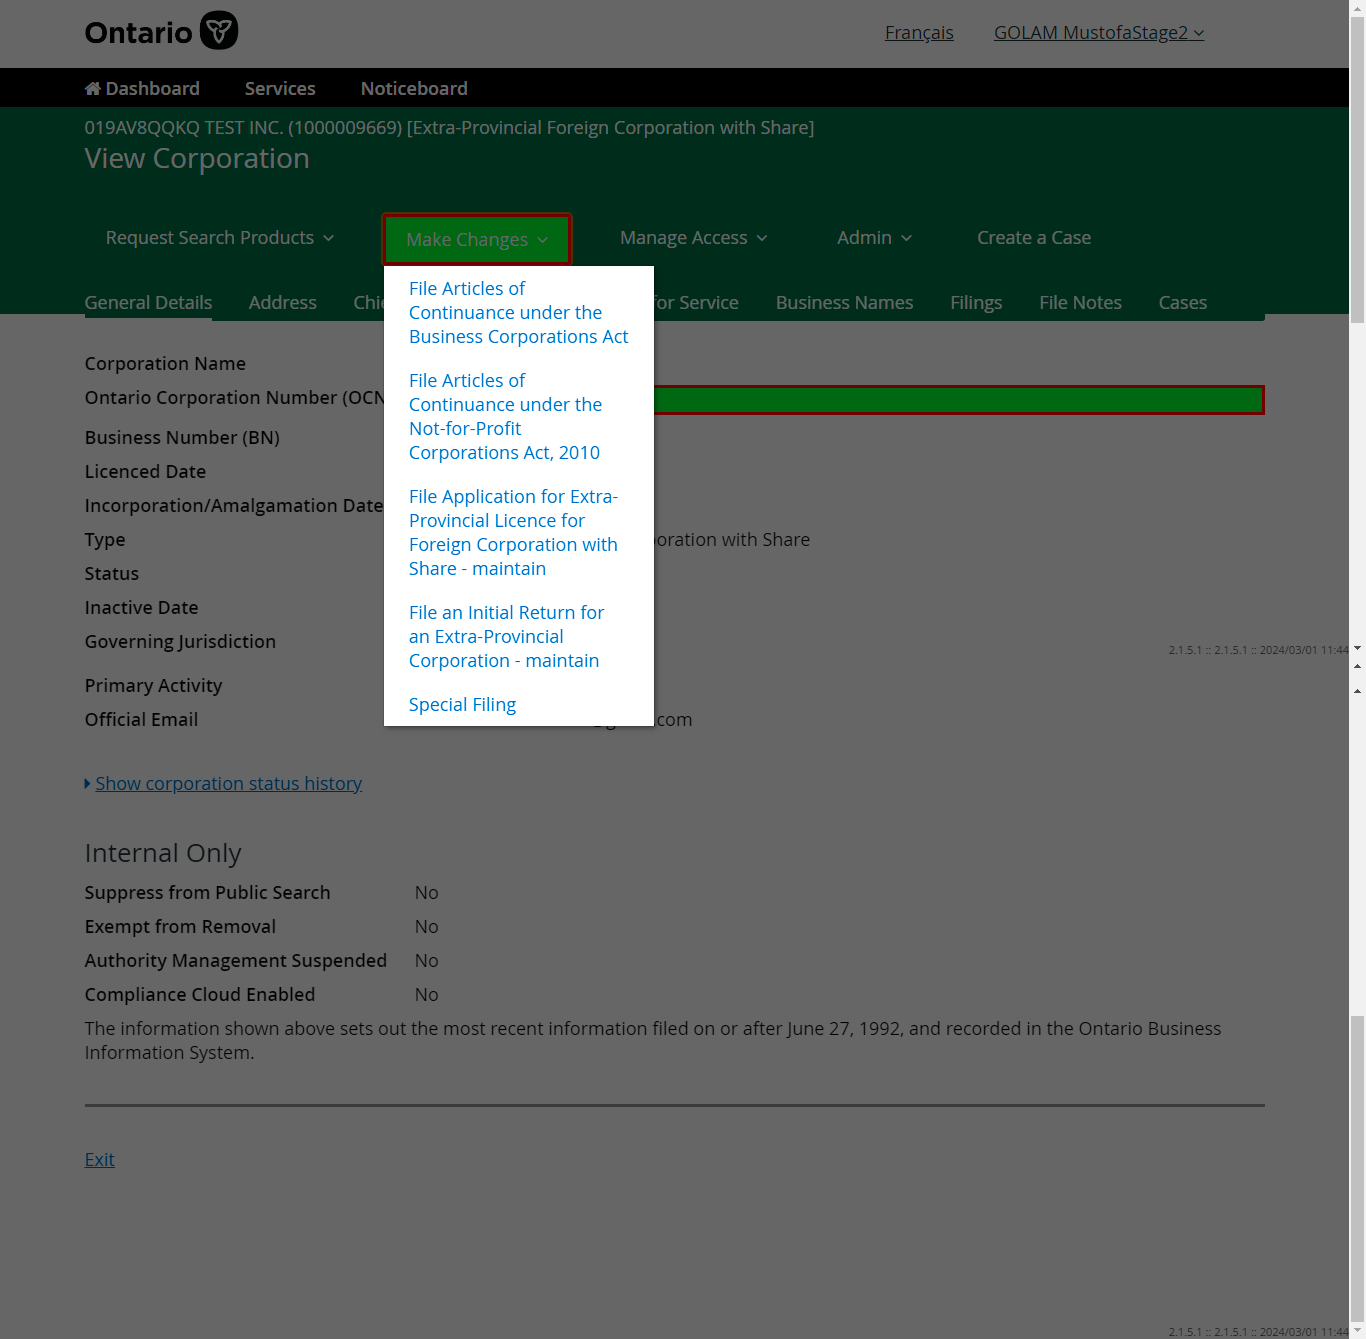 Ontario
Français GOLAM MustofaStage2
Dashboard Services Noticeboard
019AV8QQKQ TEST INC. (1000009669) [Extra-Provincial Foreign Corporation with Share]
View Corporation
Request Search Products Make Changes Manage Access Admin Create a Case
General Details Address for Service Business Names Filings File Notes Cases
File Articles of
Continuance under the
Business Corporations Act
File Articles of
Continuance under the
Not-for-Profit
Corporations Act, 2010
File Application for Extra-
Provincial Licence for
Foreign Corporation with
Share - maintain
File an Initial Return for
an Extra-Provincial
Corporation - maintain
Special Filing
Corporation Name
Ontario Corporation Number (OCN
Business Number (BN)
Licenced Date
Incorporation/Amalgamation Date
Type with Share
Status
Inactive Date
Governing Jurisdiction
2.1.5.1 :: 2.1.5.1 :: 2024/03/01 11:44
Primary Activity
Official Email .com
Show corporation status history
Internal Only
Suppress from Public Search No
Exempt from Removal No
Authority Management Suspended No
Compliance Cloud Enabled No
The information shown above sets out the most recent information filed on or after June 27, 1992, and recorded in the Ontario Business
Information System.
Exit
2.1.5.1 :: 2.1.5.1 :: 2024/03/01 11:44